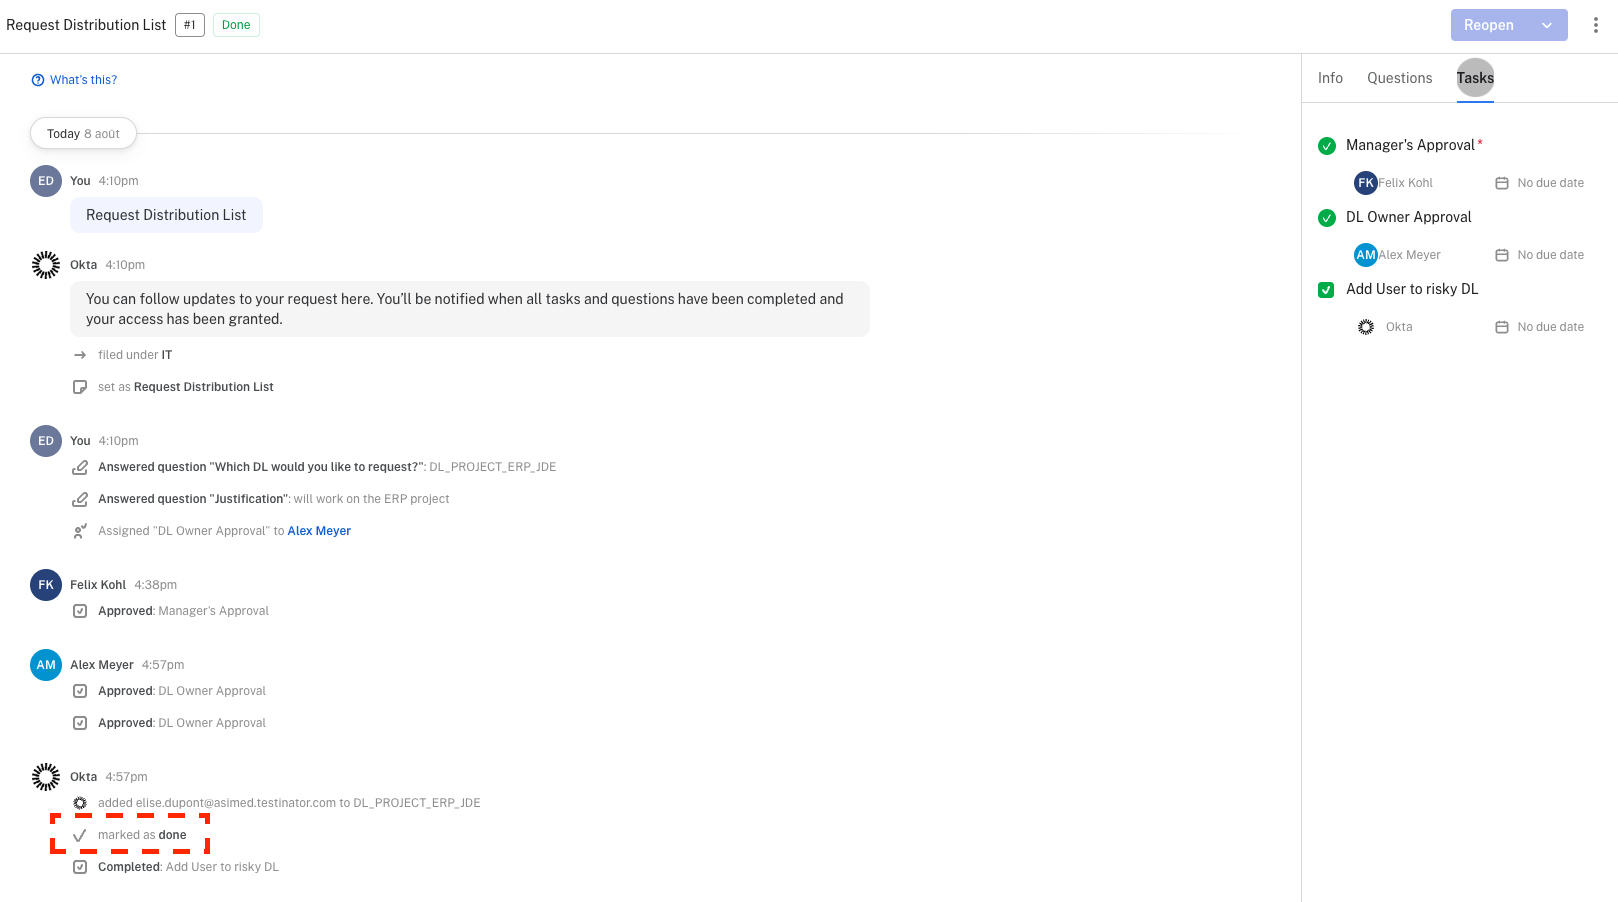 Request Distribution List #1 Done Reopen
What's this?
Info Questions Tasks
Today 8 août
ED You 4:10pm
Request Distribution List
Okta 4:10pm
You can follow updates to your request here. You'll be notified when all tasks and questions have been completed and
your access has been granted.
filed under IT
set as Request Distribution List
ED You 4:10pm
Answered question "Which DL would you like to request?": DL_PROJECT_ERP_JDE
Answered question "Justification": will work on the ERP project
Assigned "DL Owner Approval" to Alex Meyer
FK Felix Kohl 4:38pm
Approved: Manager's Approval
AM Alex Meyer 4:57pm
Approved: DL Owner Approval
Approved: DL Owner Approval
Okta 4:57pm
added elise.dupont@asimed.testinator.com to DL_PROJECT_ERP_JDE
marked as done
Completed: Add User to risky DL
Manager's Approval*
FK Felix Kohl No due date
DL Owner Approval
AM Alex Meyer No due date
Add User to risky DL
Okta No due date